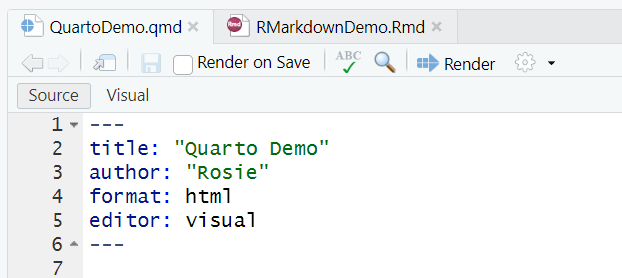 QuartoDemo.qmd RMarkdownDemo.Rmd
Render on Save ABC Render
Source Visual
1 ---
2 title: "Quarto Demo"
3 author: "Rosie"
4 format: html
5 editor: visual
6 ---
7